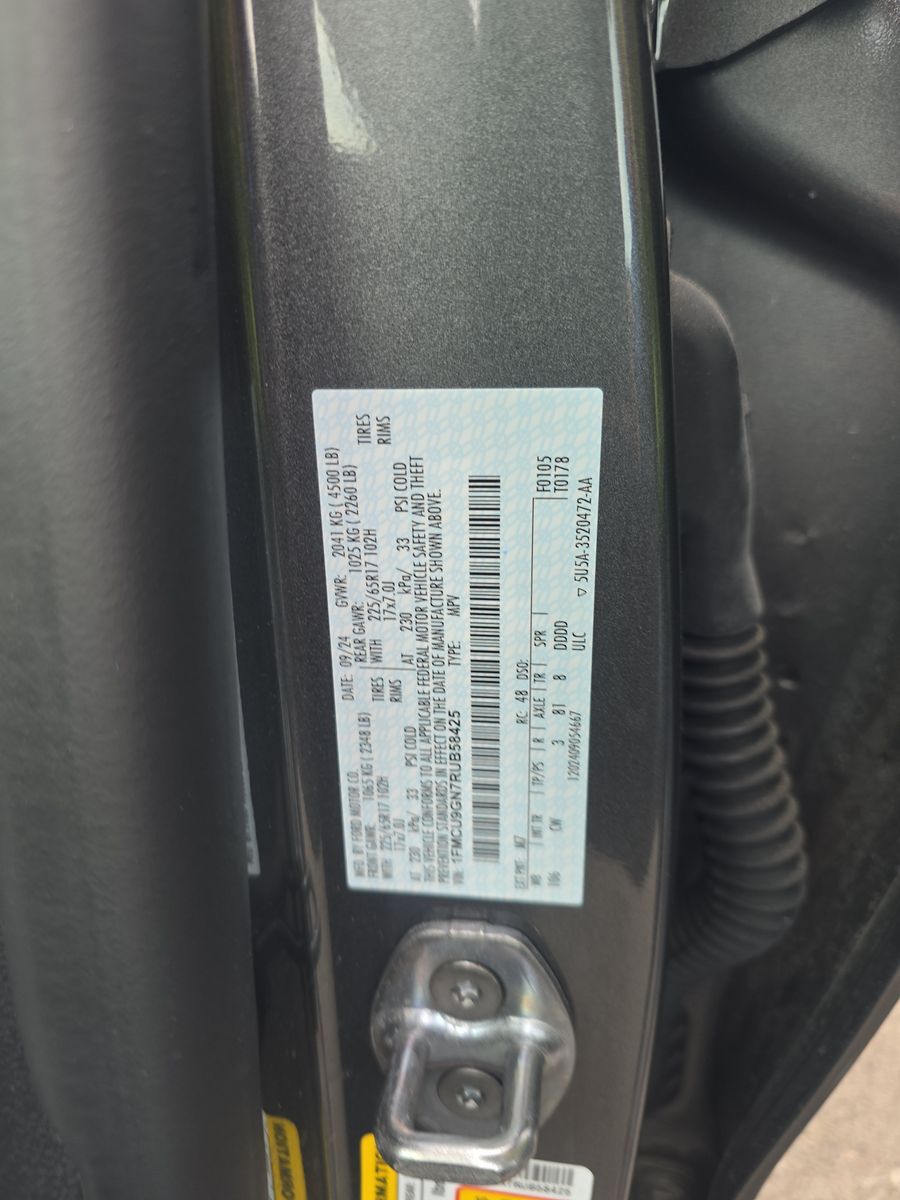 MFD. BY FORD MOTOR CO.
DATE: 09/24 GVWR: 2041 KG ( 4500 LB)
FRONT GAWR: 1065 KG ( 2348 LB) REAR GAWR: 1025 KG ( 2260 LB)
WITH 225/65R17 102H TIRES WITH 225/65R17 102H TIRES
17x7.0J RIMS 17x7.0J RIMS
AT 230 kPa/ 33 PSI COLD AT 230 kPa/ 33 PSI COLD
THIS VEHICLE CONFORMS TO ALL APPLICABLE FEDERAL MOTOR VEHICLE SAFETY AND THEFT
PREVENTION STANDARDS IN EFFECT ON THE DATE OF MANUFACTURE SHOWN ABOVE.
VIN: 1FMCU9GN7RUB58425 TYPE: MPV
F0105
EXT PNT: M7 RC: 48 DSO: T0178
WB INT TR TP/PS R AXLE TR SPR
106 CW 3 8T 8 DDDD
ULC ▽ 5U5A-3520472-AA
1202409054667